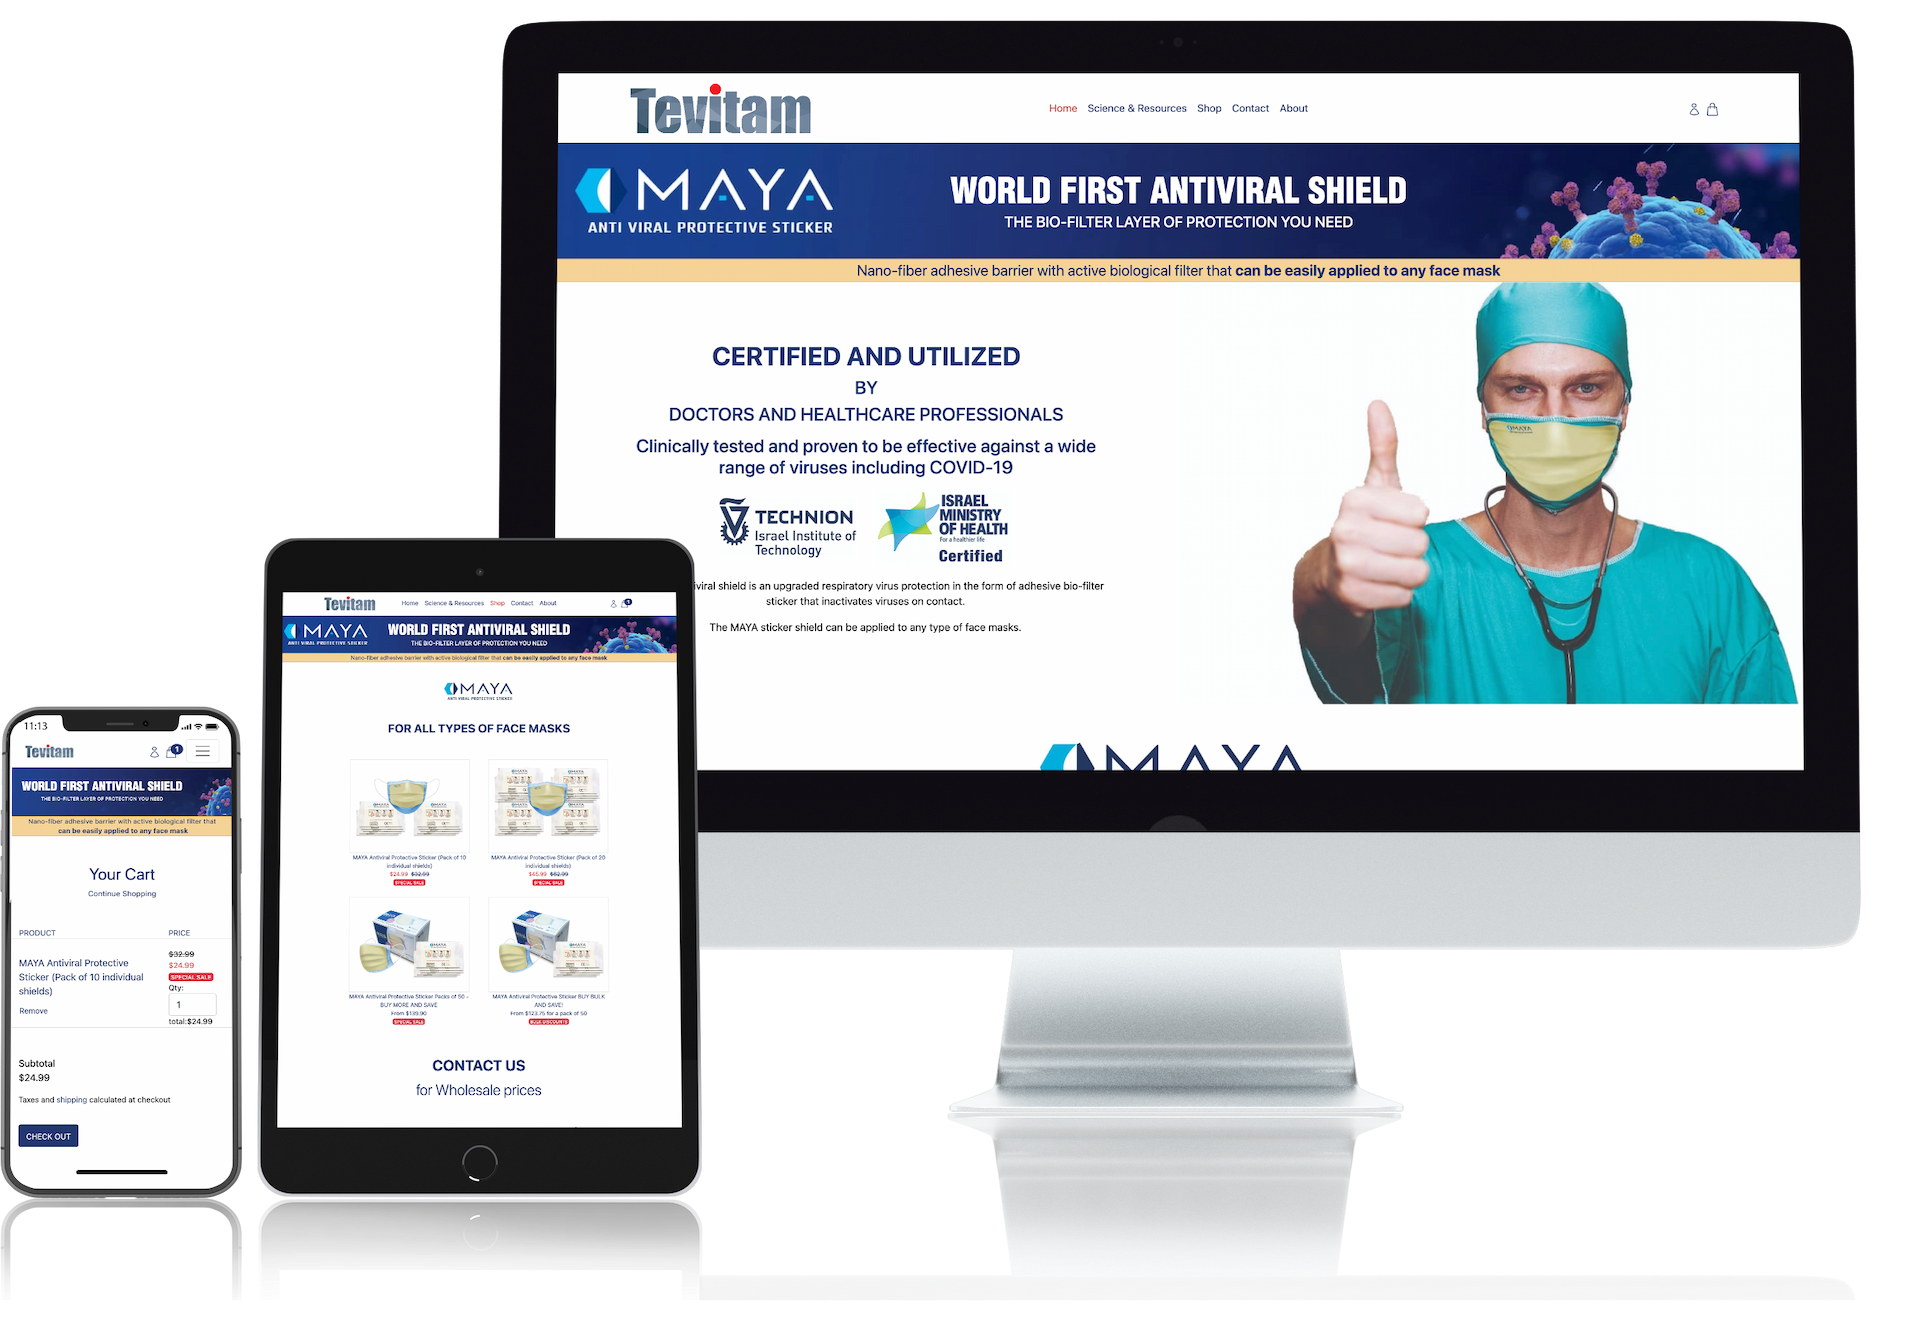 Tevitam
Home Science & Resources Shop Contact About
MAYA
ANTI VIRAL PROTECTIVE STICKER
WORLD FIRST ANTIVIRAL SHIELD
THE BIO-FILTER LAYER OF PROTECTION YOU NEED
Nano-fiber adhesive barrier with active biological filter that can be easily applied to any face mask
CERTIFIED AND UTILIZED
BY
DOCTORS AND HEALTHCARE PROFESSIONALS
Clinically tested and proven to be effective against a wide
range of viruses including COVID-19
TECHNION
Israel Institute of
Technology
ISRAEL
MINISTRY
OF HEALTH
For a healthier life
Certified
viral shield is an upgraded respiratory virus protection in the form of adhesive bio-filter
sticker that inactivates viruses on contact.
The MAYA sticker shield can be applied to any type of face masks.
MAYA
MAYA
Tevitam
Home Science & Resources Shop Contact About
1
MAYA
ANTI VIRAL PROTECTIVE STICKER
WORLD FIRST ANTIVIRAL SHIELD
THE BIO-FILTER LAYER OF PROTECTION YOU NEED
Nano-fiber adhesive barrier with active biological filter that can be easily applied to any face mask
MAYA
ANTI VIRAL PROTECTIVE STICKER
FOR ALL TYPES OF FACE MASKS
MAYA Antiviral Protective Sticker (Pack of 10
individual shields)
$24.99 $32.99
SPECIAL SALE
MAYA Antiviral Protective Sticker (Pack of 20
individual shields)
$45.99 $62.99
SPECIAL SALE
MAYA Antiviral Protective Sticker Packs of 50 -
BUY MORE AND SAVE
From $139.90
SPECIAL SALE
MAYA Antiviral Protective Sticker BUY BULK
AND SAVE!
From $123.75 for a pack of 50
BULK DISCOUNTS
CONTACT US
for Wholesale prices
11:13
Tevitam
1
WORLD FIRST ANTIVIRAL SHIELD
THE BIO-FILTER LAYER OF PROTECTION YOU NEED
Nano-fiber adhesive barrier with active biological filter that
can be easily applied to any face mask
Your Cart
Continue Shopping
PRODUCT PRICE
MAYA Antiviral Protective
Sticker (Pack of 10 individual
shields)
Remove
$32.99
$24.99
SPECIAL SALE
Qty:
1
total:$24.99
Subtotal
$24.99
Taxes and shipping calculated at checkout
CHECK OUT